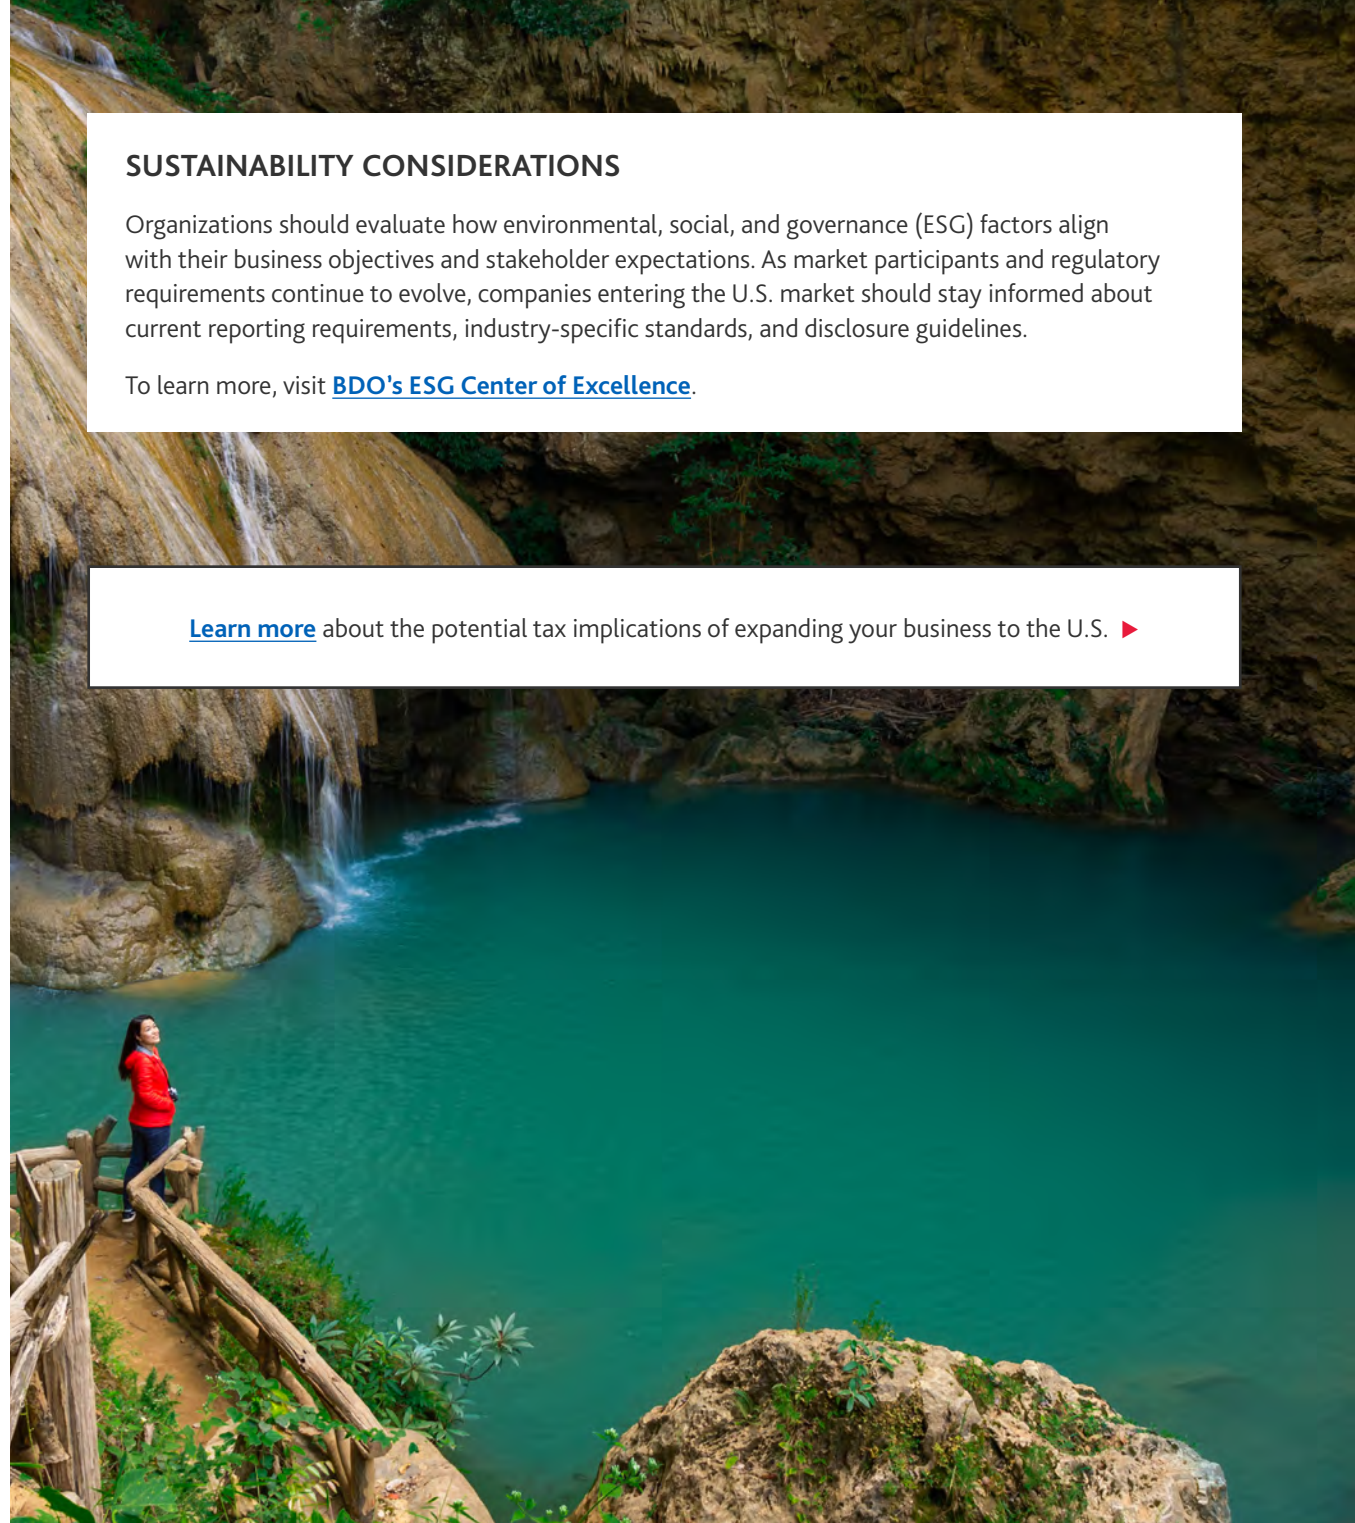 SUSTAINABILITY CONSIDERATIONS
Organizations should evaluate how environmental, social, and governance (ESG) factors align
with their business objectives and stakeholder expectations. As market participants and regulatory
requirements continue to evolve, companies entering the U.S. market should stay informed about
current reporting requirements, industry-specific standards, and disclosure guidelines.
To learn more, visit BDO's ESG Center of Excellence.
Learn more about the potential tax implications of expanding your business to the U.S. ▶